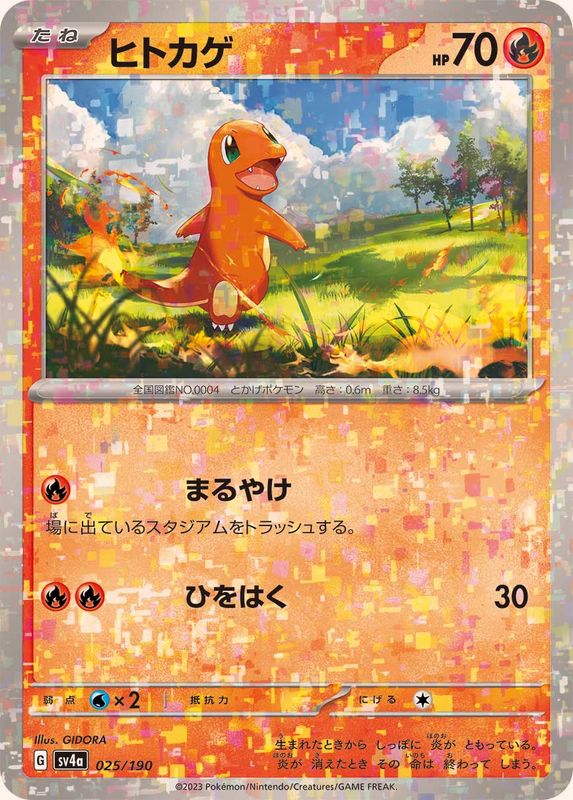 たね ヒトカゲ HP70
全国図鑑NO.0004 とかげポケモン 高さ:0.6m 重さ:8.5kg
まるやけ
場に出ているスタジアムをトラッシュする。
ひをはく 30
弱点 ×2 抵抗力 にげる
Illus. GIDORA
生まれたときから しっぽに 炎が ともっている。
炎が 消えたとき その 命は 終わって しまう。
G sv4a 025/190
©2023 Pokémon/Nintendo/Creatures/GAME FREAK.